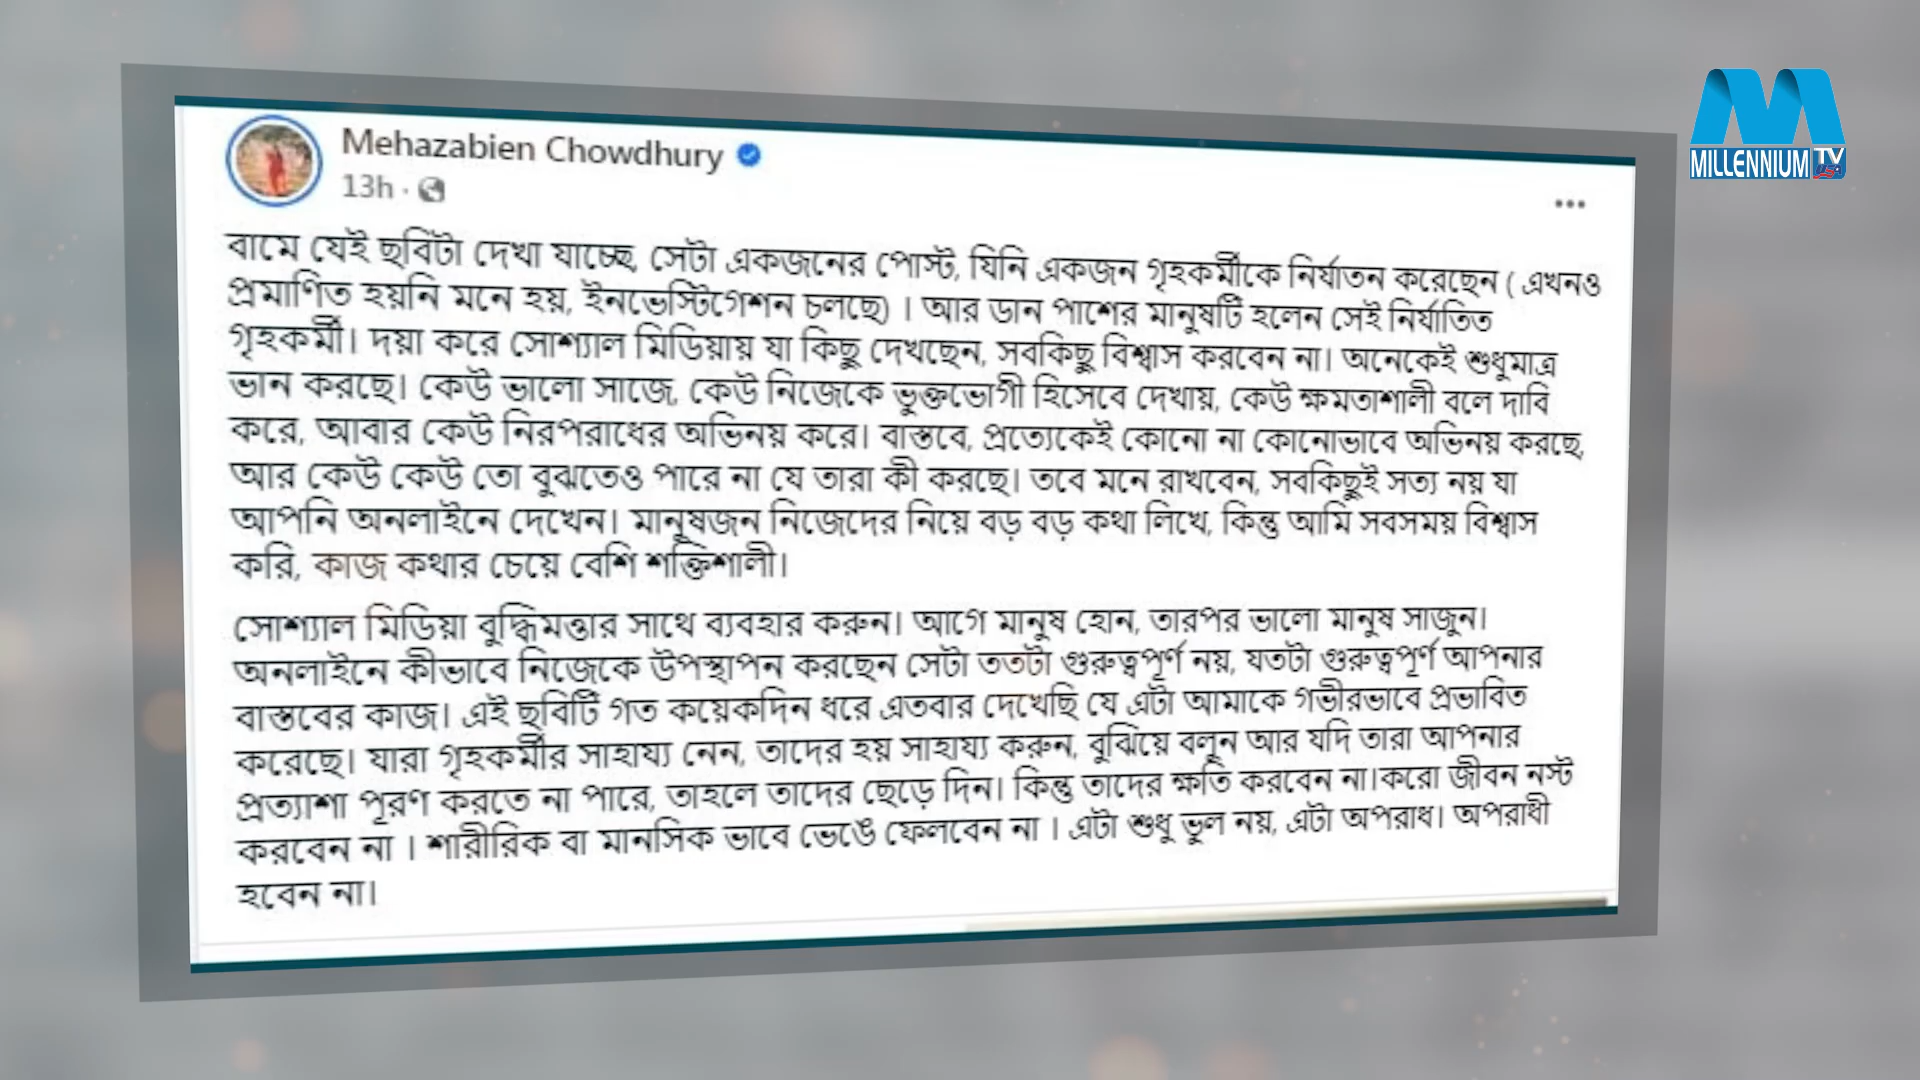 Mehazabien Chowdhury
13h ·
MILLENNIUM TV
USA
বামে যেই ছবিটা দেখা যাচ্ছে, সেটা একজনের পোস্ট, যিনি একজন গৃহকর্মীকে নির্যাতন করেছেন ( এখনও
প্রমাণিত হয়নি মনে হয়, ইনভেস্টিগেশন চলছে) । আর ডান পাশের মানুষটি হলেন সেই নির্যাতিত
গৃহকর্মী। দয়া করে সোশ্যাল মিডিয়ায় যা কিছু দেখছেন, সবকিছু বিশ্বাস করবেন না। অনেকেই শুধুমাত্র
ভান করছে। কেউ ভালো সাজে, কেউ নিজেকে ভুক্তভোগী হিসেবে দেখায়, কেউ ক্ষমতাশালী বলে দাবি
করে, আবার কেউ নিরপরাধের অভিনয় করে। বাস্তবে, প্রত্যেকেই কোনো না কোনোভাবে অভিনয় করছে,
আর কেউ কেউ তো বুঝতেও পারে না যে তারা কী করছে। তবে মনে রাখবেন, সবকিছুই সত্য নয় যা
আপনি অনলাইনে দেখেন। মানুষজন নিজেদের নিয়ে বড় বড় কথা লিখে, কিন্তু আমি সবসময় বিশ্বাস
করি, কাজ কথার চেয়ে বেশি শক্তিশালী।
সোশ্যাল মিডিয়া বুদ্ধিমত্তার সাথে ব্যবহার করুন। আগে মানুষ হোন, তারপর ভালো মানুষ সাজুন।
অনলাইনে কীভাবে নিজেকে উপস্থাপন করছেন সেটা ততটা গুরুত্বপূর্ণ নয়, যতটা গুরুত্বপূর্ণ আপনার
বাস্তবের কাজ। এই ছবিটি গত কয়েকদিন ধরে এতবার দেখেছি যে এটা আমাকে গভীরভাবে প্রভাবিত
করেছে। যারা গৃহকর্মীর সাহায্য নেন, তাদের হয় সাহায্য করুন, বুঝিয়ে বলুন আর যদি তারা আপনার
প্রত্যাশা পূরণ করতে না পারে, তাহলে তাদের ছেড়ে দিন। কিন্তু তাদের ক্ষতি করবেন না।করো জীবন নস্ট
করবেন না । শারীরিক বা মানসিক ভাবে ভেঙে ফেলবেন না । এটা শুধু ভুল নয়, এটা অপরাধ। অপরাধী
হবেন না।